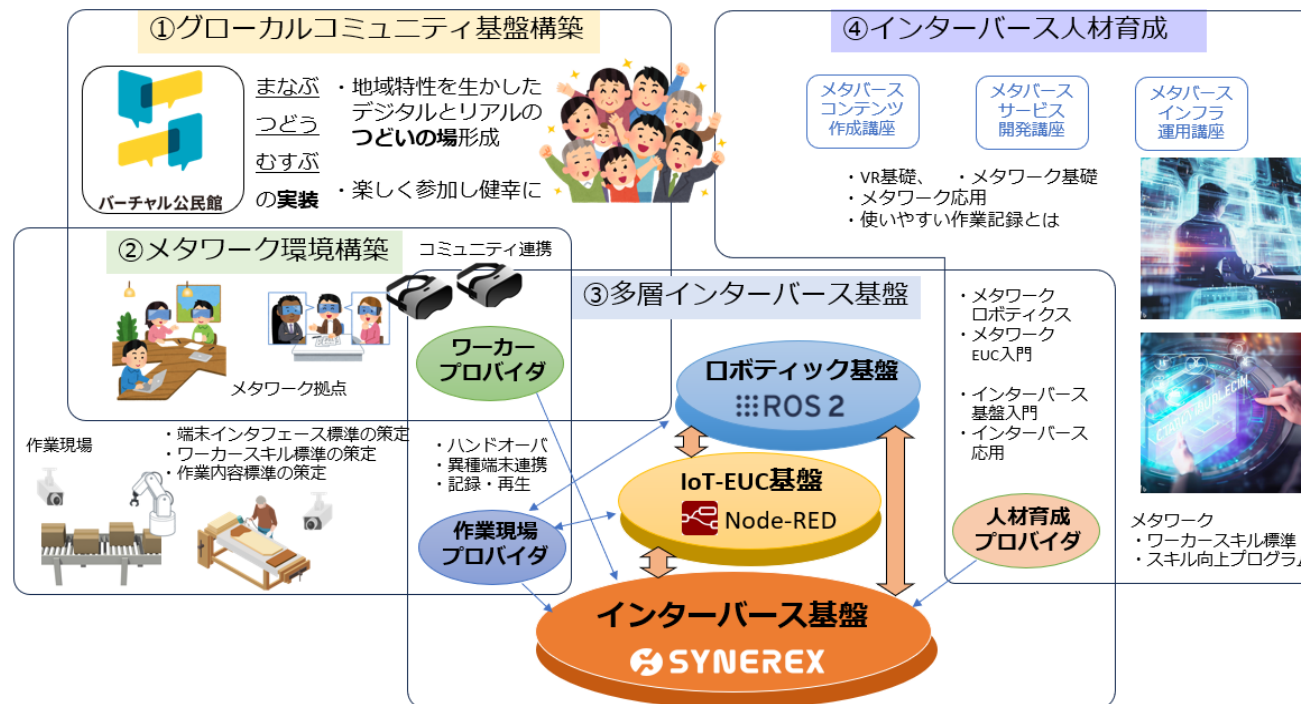 ①グローカルコミュニティ基盤構築
バーチャル公民館
まなぶ
つどう
むすぶ
の実装
・地域特性を生かした
デジタルとリアルの
つどいの場形成
・楽しく参加し健幸に
②メタワーク環境構築
コミュニティ連携
メタワーク拠点
作業現場
・端末インタフェース標準の策定
・ワーカースキル標準の策定
・作業内容標準の策定
③多層インターバース基盤
ワーカー
プロバイダ
・ハンドオーバ
・異種端末連携
・記録・再生
作業現場
プロバイダ
ロボティック基盤
ROS 2
IoT-EUC基盤
Node-RED
インターバース基盤
SYNEREX
④インターバース人材育成
メタバース
コンテンツ
作成講座
メタバース
サービス
開発講座
メタバース
インフラ
運用講座
・VR基礎、 ・メタワーク基礎
・メタワーク応用
・使いやすい作業記録とは
・メタワーク
ロボティクス
・メタワーク
EUC入門
・インターバース
基盤入門
・インターバース
応用
人材育成
プロバイダ
メタワーク
・ワーカースキル標準
・スキル向上プログラム